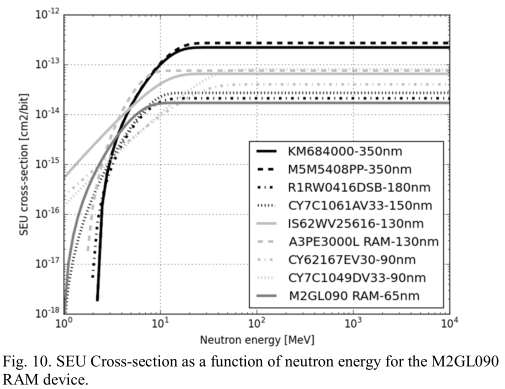 10^-12
10^-13
10^-14
10^-15
10^-16
10^-17
10^-18
SEU cross-section [cm2/bit]
KM684000-350nm
M5M5408PP-350nm
R1RW0416DSB-180nm
CY7C1061AV33-150nm
IS62WV25616-130nm
A3PE3000L RAM-130nm
CY62167EV30-90nm
CY7C1049DV33-90nm
M2GL090 RAM-65nm
10^0 10^1 10^2 10^3 10^4
Neutron energy [MeV]
Fig. 10. SEU Cross-section as a function of neutron energy for the M2GL090
RAM device.